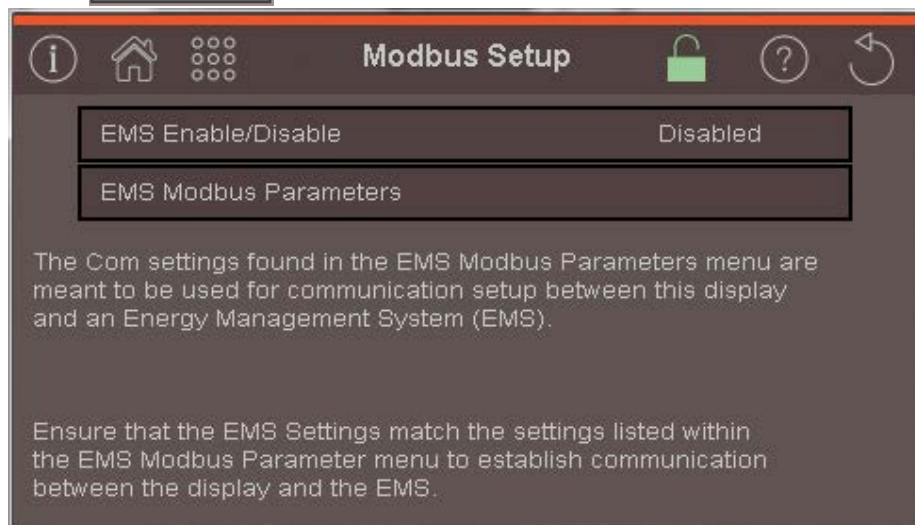 Modbus Setup
EMS Enable/Disable Disabled
EMS Modbus Parameters
The Com settings found in the EMS Modbus Parameters menu are
meant to be used for communication setup between this display
and an Energy Management System (EMS).
Ensure that the EMS Settings match the settings listed within
the EMS Modbus Parameter menu to establish communication
between the display and the EMS.